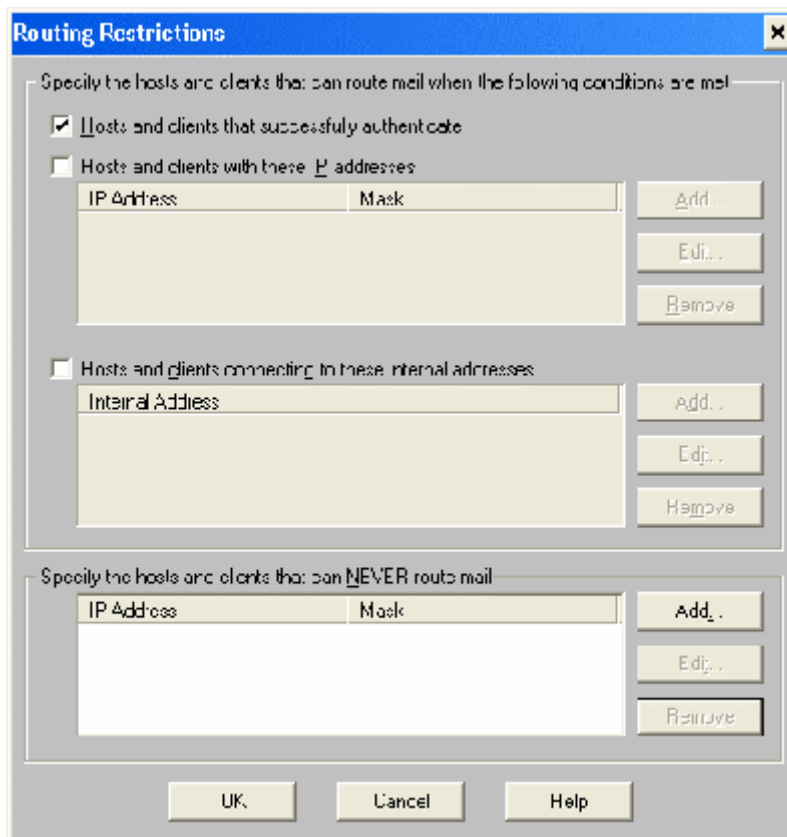 Routing Restrictions
Specify the hosts and clients that can route mail when the following conditions are met
Hosts and clients that successfully authenticate
Hosts and clients with these IP addresses
IP Address Mask
Add...
Edit...
Remove
Hosts and clients connecting to these internal addresses
Internal Address
Add...
Edit...
Remove
Specify the hosts and clients that can NEVER route mail
IP Address Mask
Add...
Edit...
Remove
OK Cancel Help